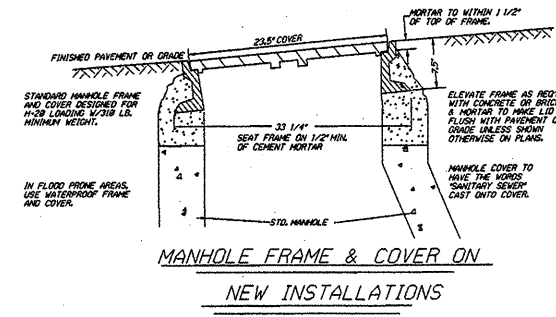 MORTAR TO WITHIN 1 1/2"
OF TOP OF FRAME.
23.5" COVER
FINISHED PAVEMENT OR GRADE
7.5"
STANDARD MANHOLE FRAME
AND COVER DESIGNED FOR
H-20 LOADING W/310 LB.
MINIMUM WEIGHT.
ELEVATE FRAME AS REQ'
WITH CONCRETE OR BRIC
& MORTAR TO MAKE LID
FLUSH WITH PAVEMENT O
GRADE UNLESS SHOWN
OTHERWISE ON PLANS.
33 1/4"
SEAT FRAME ON 1/2" MIN.
OF CEMENT MORTAR
MANHOLE COVER TO
HAVE THE WORDS
"SANITARY SEWER"
CAST ONTO COVER.
IN FLOOD PRONE AREAS,
USE WATERPROOF FRAME
AND COVER.
STD. MANHOLE
MANHOLE FRAME & COVER ON
NEW INSTALLATIONS